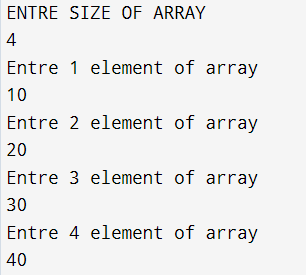 ENTRE SIZE OF ARRAY
4
Entre 1 element of array
10
Entre 2 element of array
20
Entre 3 element of array
30
Entre 4 element of array
40